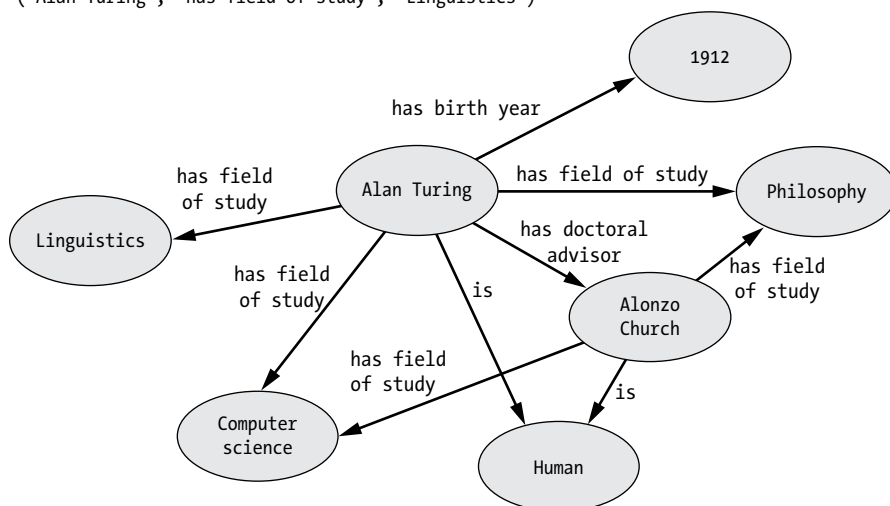 ("Alan Turing", "has field of study", "Linguistics")
1912
has birth year
has field
of study
Alan Turing
has field of study
Philosophy
Linguistics
has doctoral
advisor
has field
of study
has field
of study
is
Alonzo
Church
has field
of study
is
Computer
science
Human